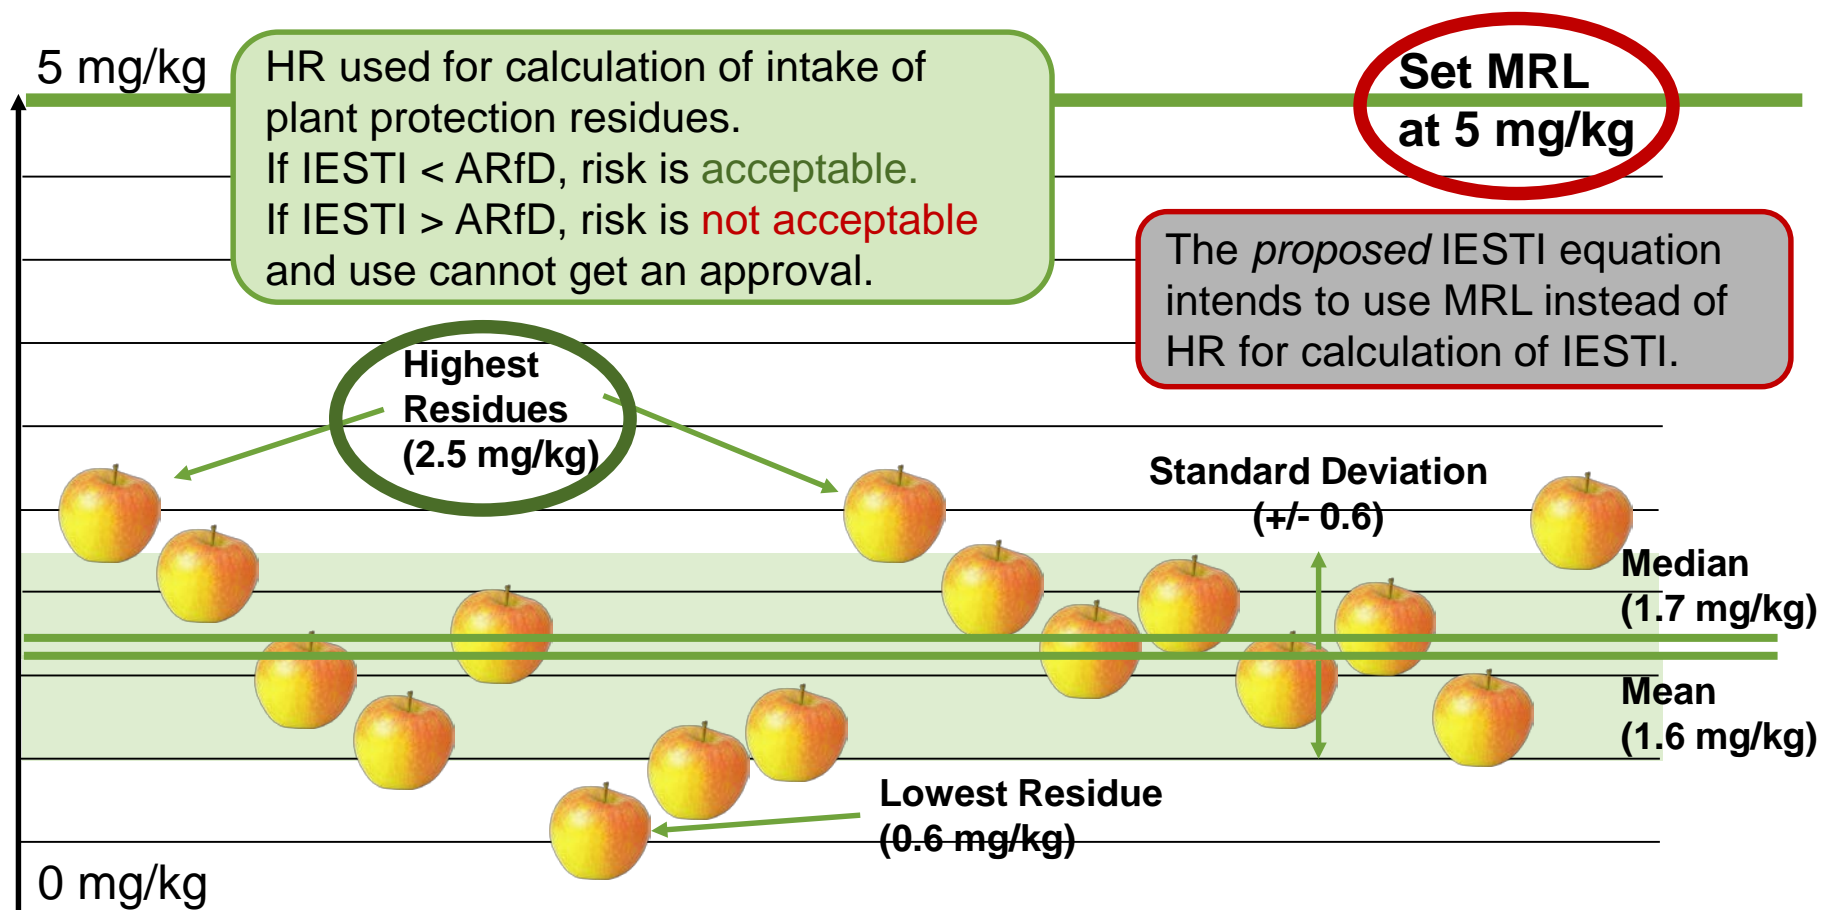 5 mg/kg
HR used for calculation of intake of
plant protection residues.
If IESTI < ARfD, risk is acceptable.
If IESTI > ARfD, risk is not acceptable
and use cannot get an approval.
Set MRL
at 5 mg/kg
The proposed IESTI equation
intends to use MRL instead of
HR for calculation of IESTI.
Highest
Residues
(2.5 mg/kg)
Standard Deviation
(+/- 0.6)
Median
(1.7 mg/kg)
Mean
(1.6 mg/kg)
Lowest Residue
(0.6 mg/kg)
0 mg/kg